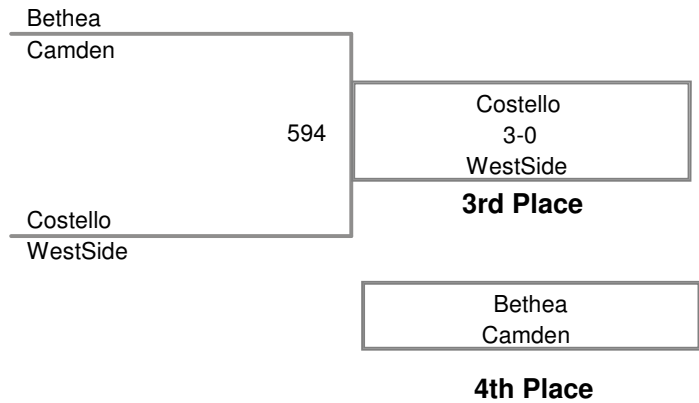 Bethea
Camden
594
Costello
3-0
WestSide
3rd Place
Costello
WestSide
Bethea
Camden
4th Place